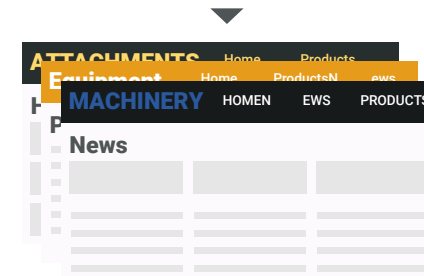 ATTACHMENTS Home Products
Equipment Home ProductsN ews
MACHINERY HOMEN EWS PRODUCTS
H
P
News